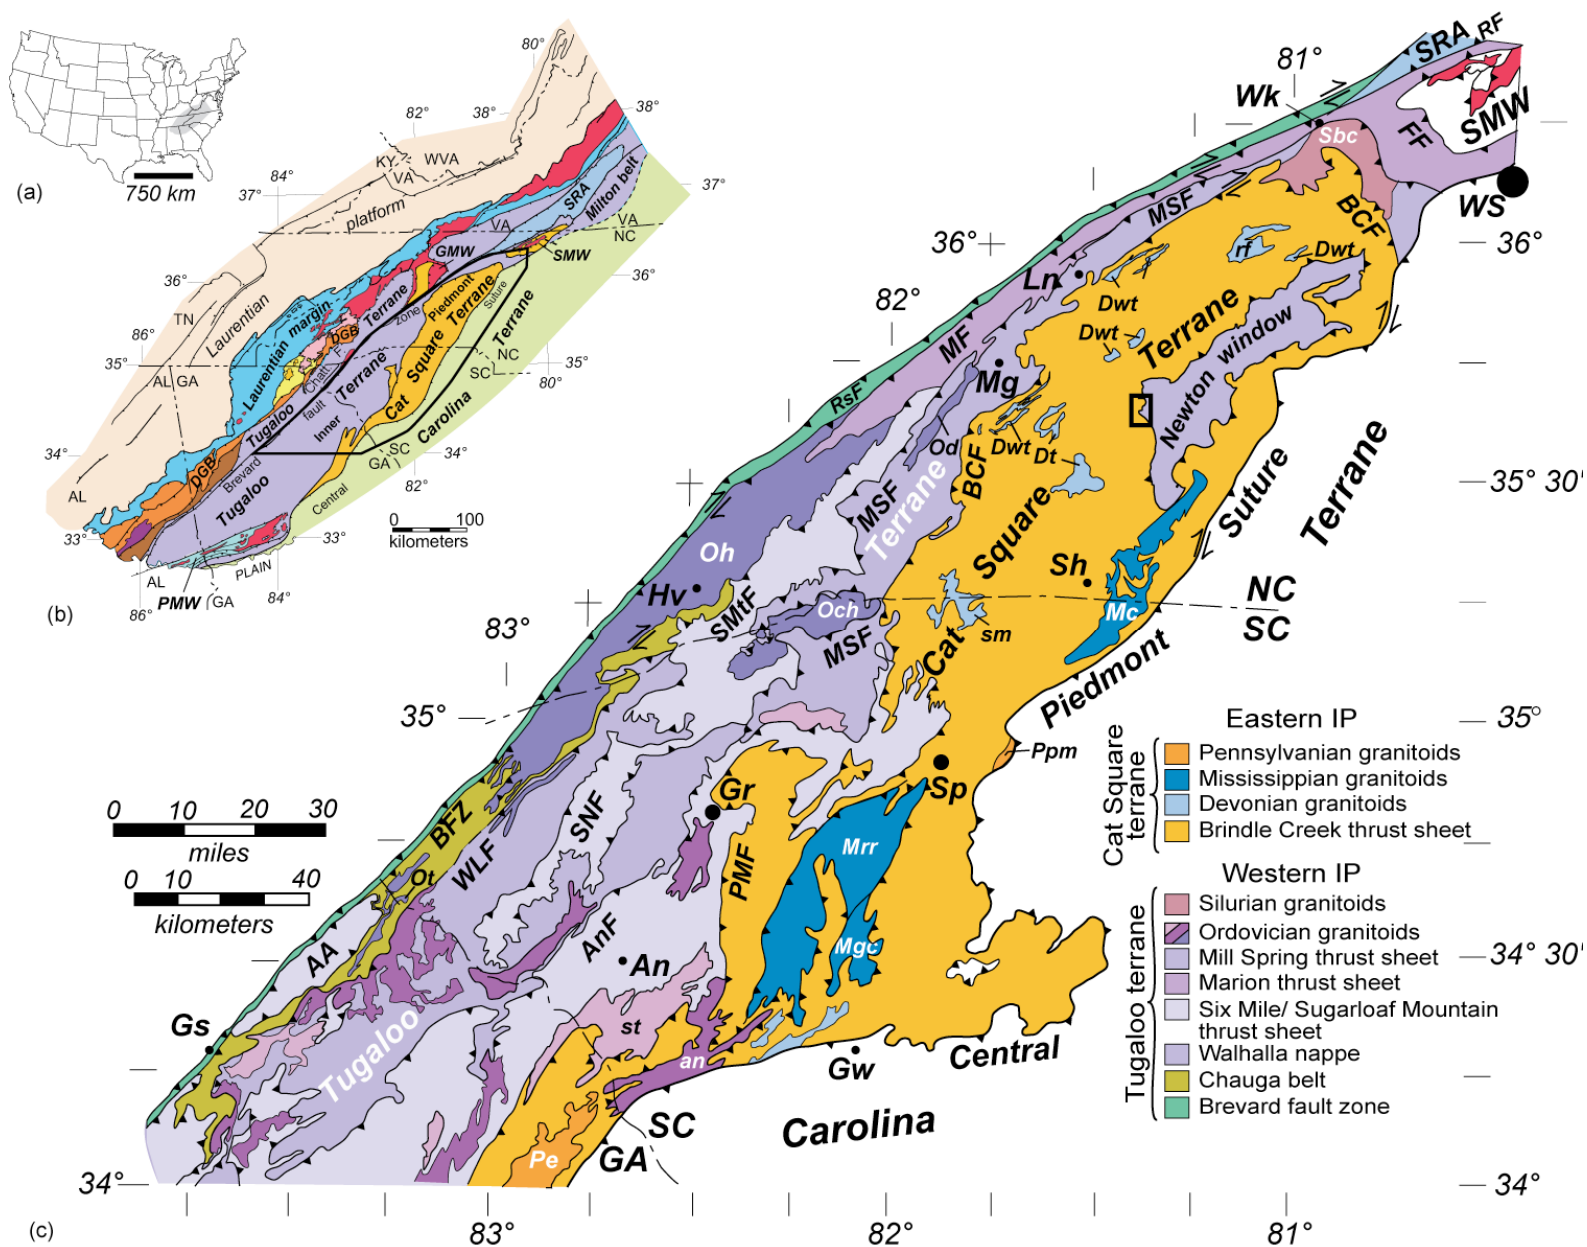 750 km
(a)
80°
82°
38°
38°
KY
WVA
VA
84°
37°
37°
platform
SRA
Milton belt
VA
VA
NC
GMW
SMW
36°
36°
TN
Laurentian
86°
Laurentian
margin
Terrane
zone
Piedmont
Terrane
Suture
Terrane
DGB
Chatt.
F
35°
35°
AL
GA
NC
SC
80°
Terrane
Square
Cat
Inner
fault
Tugaloo
Carolina
34°
34°
SC
GA
DGB
Brevard
AL
Tugaloo
Central
82°
0 100
kilometers
33°
33°
AL
PMW
GA
PLAIN
84°
86°
(b)
SRA
RF
81°
Wk
Sbc
FF
SMW
WS
MSF
BCF
36°
36°
rf
Dwt
Ln
Dwt
82°
Dwt
Terrane
Newton window
MF
Mg
RsF
Od
Dwt
Dt
BCF
35° 30'
MSF
Terrane
Square
Suture
Terrane
Oh
Sh
Hv
NC
SC
Och
SMtF
sm
Mc
83°
MSF
Cat
Piedmont
35°
35°
Ppm
Sp
Gr
SNF
BFZ
WLF
PMF
Mrr
0 10 20 30
miles
0 10 20 40
kilometers
Ot
AnF
An
Mgc
AA
34° 30'
Gs
st
Tugaloo
an
Gw
Central
SC
GA
Carolina
Pe
34°
34°
83°
82°
81°
(c)
Eastern IP
Cat Square
terrane
Pennsylvanian granitoids
Mississippian granitoids
Devonian granitoids
Brindle Creek thrust sheet
Western IP
Tugaloo terrane
Silurian granitoids
Ordovician granitoids
Mill Spring thrust sheet
Marion thrust sheet
Six Mile/ Sugarloaf Mountain
thrust sheet
Walhalla nappe
Chauga belt
Brevard fault zone